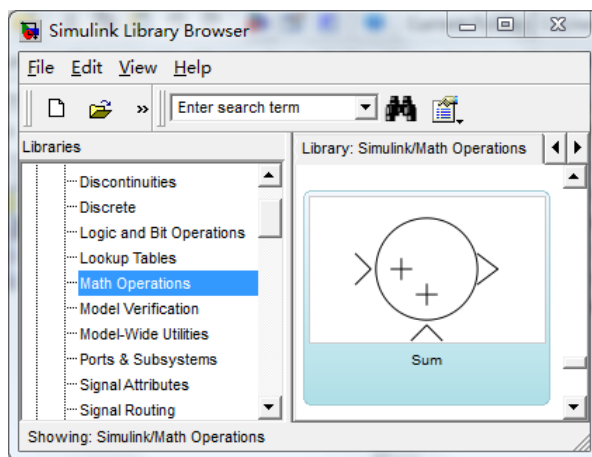 Simulink Library Browser
File Edit View Help
» Enter search term
Libraries
Library: Simulink/Math Operations
Discontinuities
Discrete
Logic and Bit Operations
Lookup Tables
Math Operations
Model Verification
Model-Wide Utilities
Ports & Subsystems
Signal Attributes
Signal Routing
+
+
Sum
Showing: Simulink/Math Operations